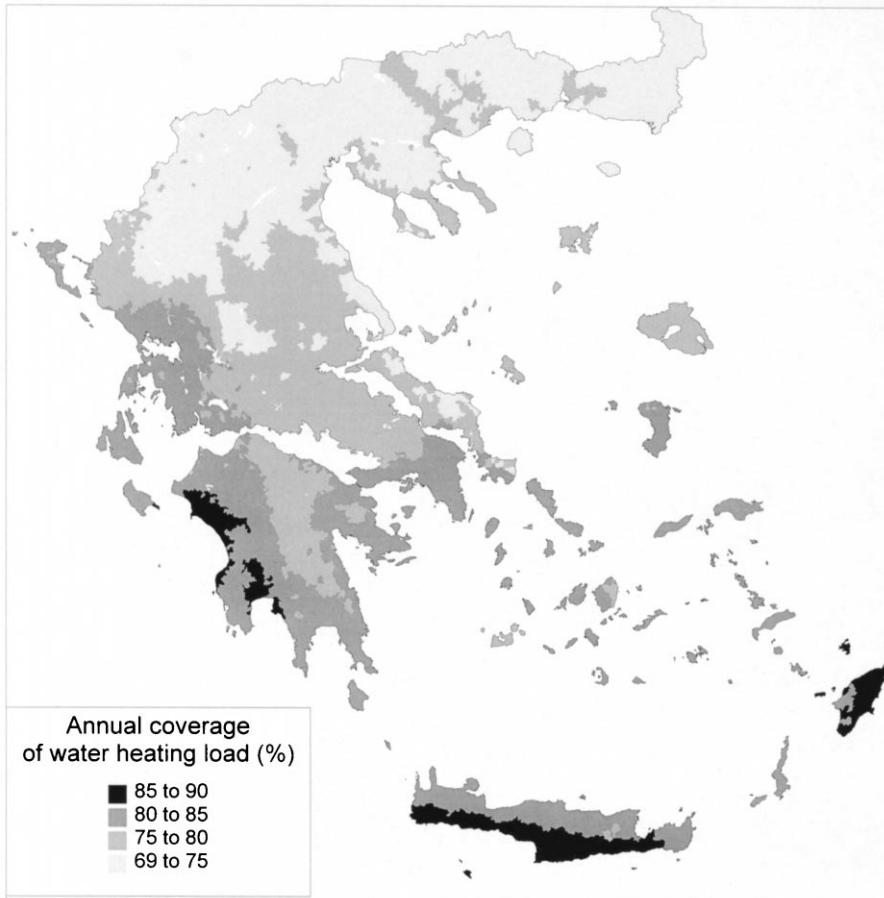 Annual coverage
of water heating load (%)
85 to 90
80 to 85
75 to 80
69 to 75